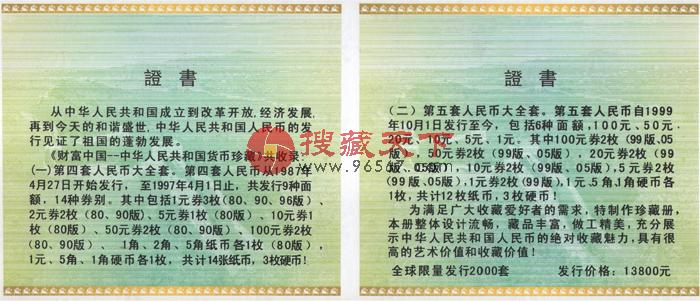 證書
从中华人民共和国成立到改革开放,经济发展,
再到今天的和谐盛世,中华人民共和国人民币的发
行见证了祖国的蓬勃发展。
《财富中国--中华人民共和国货币珍藏》共收录:
(一)第四套人民币大全套。第四套人民币从1987年
4月27日开始发行, 至1997年4月1日止,共发行9种面
额,14种券别。其中包括1元券3枚(80、90、96版)、
2元券2枚(80、90版)、5元券1枚(80版)、10元券1
枚(80版)、50元券2枚(80、90版)、100元券2枚
(80、90版)、 1角、2角、5角纸币各1枚(80版),
1元、5角、1角硬币各1枚,共计14张纸币,3枚硬币!
證書
(二)第五套人民币大全套。第五套人民币自1999
年10月1日发行至今,包括6种面额,100元、50元、
20元、10元、5元、1元。其中100元券2枚(99版、05
版),50元券2枚(99版、05版),20元券2枚(99
版、05版),10元券2枚(99版、05版),5元券2枚
(99版、05版),1元券2枚(99版、05版),1元、5角、1角硬币各
1枚,共计12枚纸币,3枚硬币!
为满足广大收藏爱好者的需求,特制作珍藏册,
本册整体设计流畅,藏品丰富,做工精美,充分展
示中华人民共和国人民币的绝对收藏魅力,具有很
高的艺术价值和收藏价值!
全球限量发行2000套 发行价格:13800元
搜藏天下